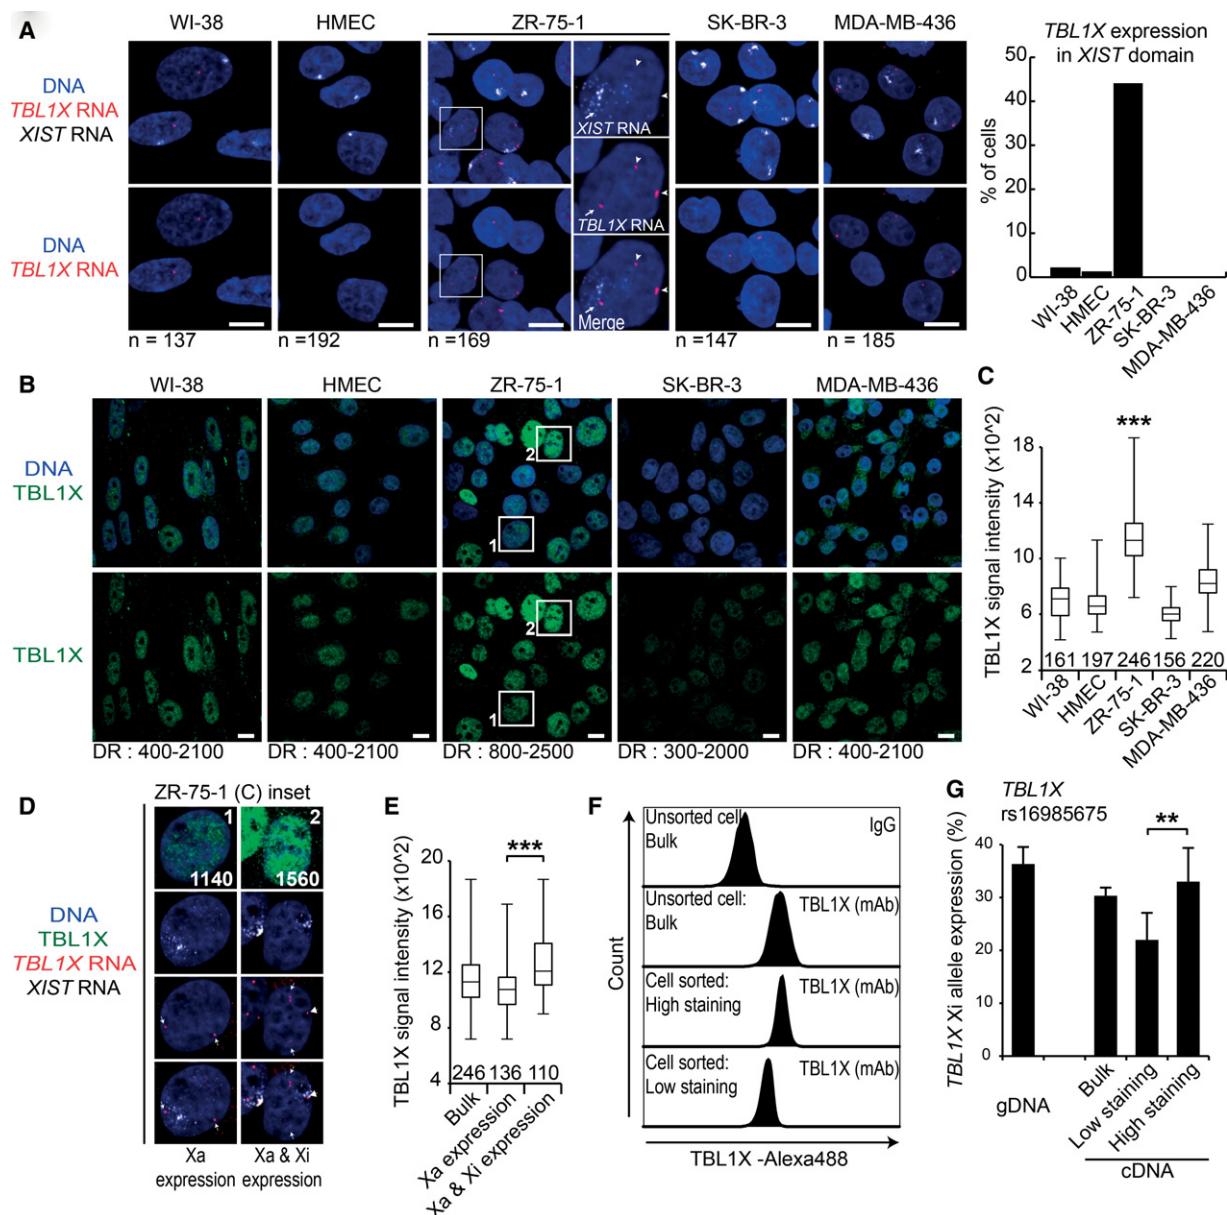 A
WI-38
HMEC
ZR-75-1
SK-BR-3
MDA-MB-436
DNA
TBL1X RNA
XIST RNA
XIST RNA
TBL1X RNA
Merge
DNA
TBL1X RNA
n = 137
n =192
n =169
n =147
n = 185
TBL1X expression
in XIST domain
% of cells
50
40
30
20
10
0
WI-38
HMEC
ZR-75-1
SK-BR-3
MDA-MB-436
B
WI-38
HMEC
ZR-75-1
SK-BR-3
MDA-MB-436
DNA
TBL1X
2
1
TBL1X
2
1
DR : 400-2100
DR : 400-2100
DR : 800-2500
DR : 300-2000
DR : 400-2100
C
TBL1X signal intensity (x10^2)
18
14
10
6
2
***
161
197
246
156
220
WI-38
HMEC
ZR-75-1
SK-BR-3
MDA-MB-436
D
ZR-75-1 (C) inset
1
2
1140
1560
DNA
TBL1X
TBL1X RNA
XIST RNA
Xa
expression
Xa & Xi
expression
E
TBL1X signal intensity (x10^2)
20
16
12
8
4
***
246
136
110
Bulk
Xa expression
Xa & Xi expression
F
Count
Unsorted cell:
Bulk
IgG
Unsorted cell:
Bulk
TBL1X (mAb)
Cell sorted:
High staining
TBL1X (mAb)
Cell sorted:
Low staining
TBL1X (mAb)
TBL1X -Alexa488
G
TBL1X
rs16985675
TBL1X Xi allele expression (%)
40
30
20
10
0
**
gDNA
Bulk
Low staining
High staining
cDNA